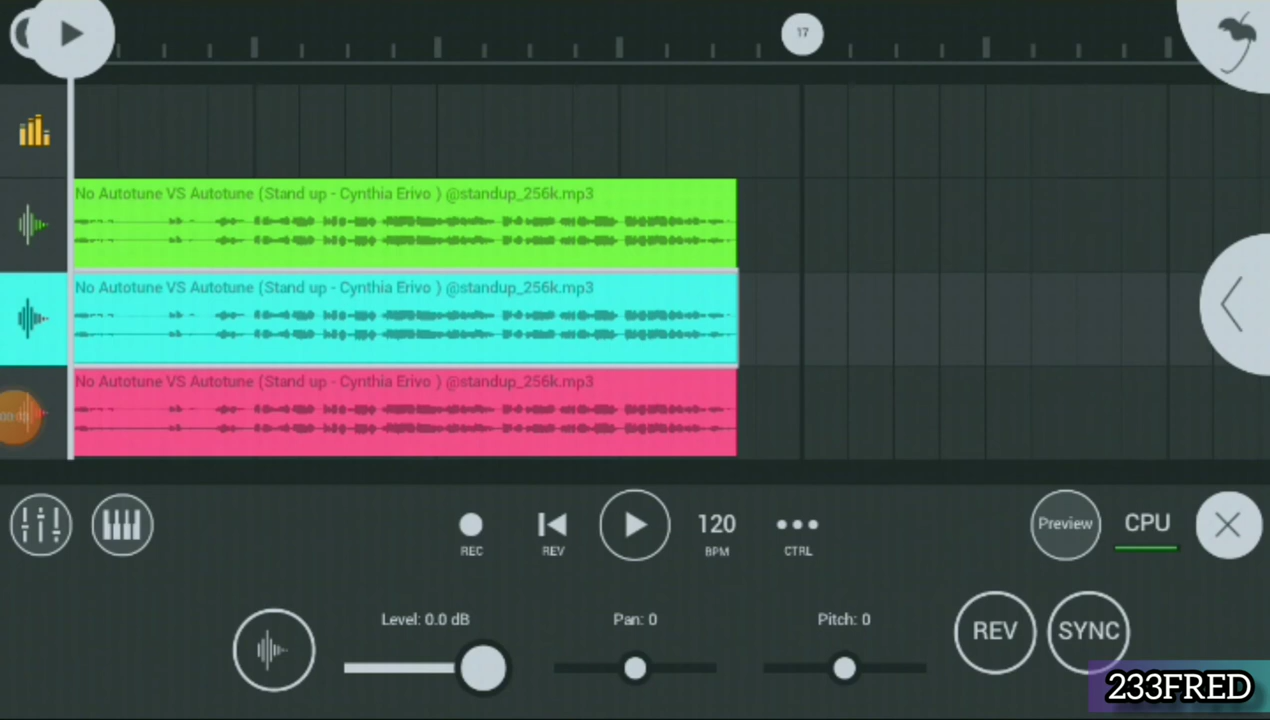 17
No Autotune VS Autotune (Stand up - Cynthia Erivo ) @standup_256k.mp3
No Autotune VS Autotune (Stand up - Cynthia Erivo ) @standup_256k.mp3
No Autotune VS Autotune (Stand up - Cynthia Erivo ) @standup_256k.mp3
REC
REV
120
BPM
CTRL
Preview
CPU
Level: 0.0 dB
Pan: 0
Pitch: 0
REV
SYNC
233FRED